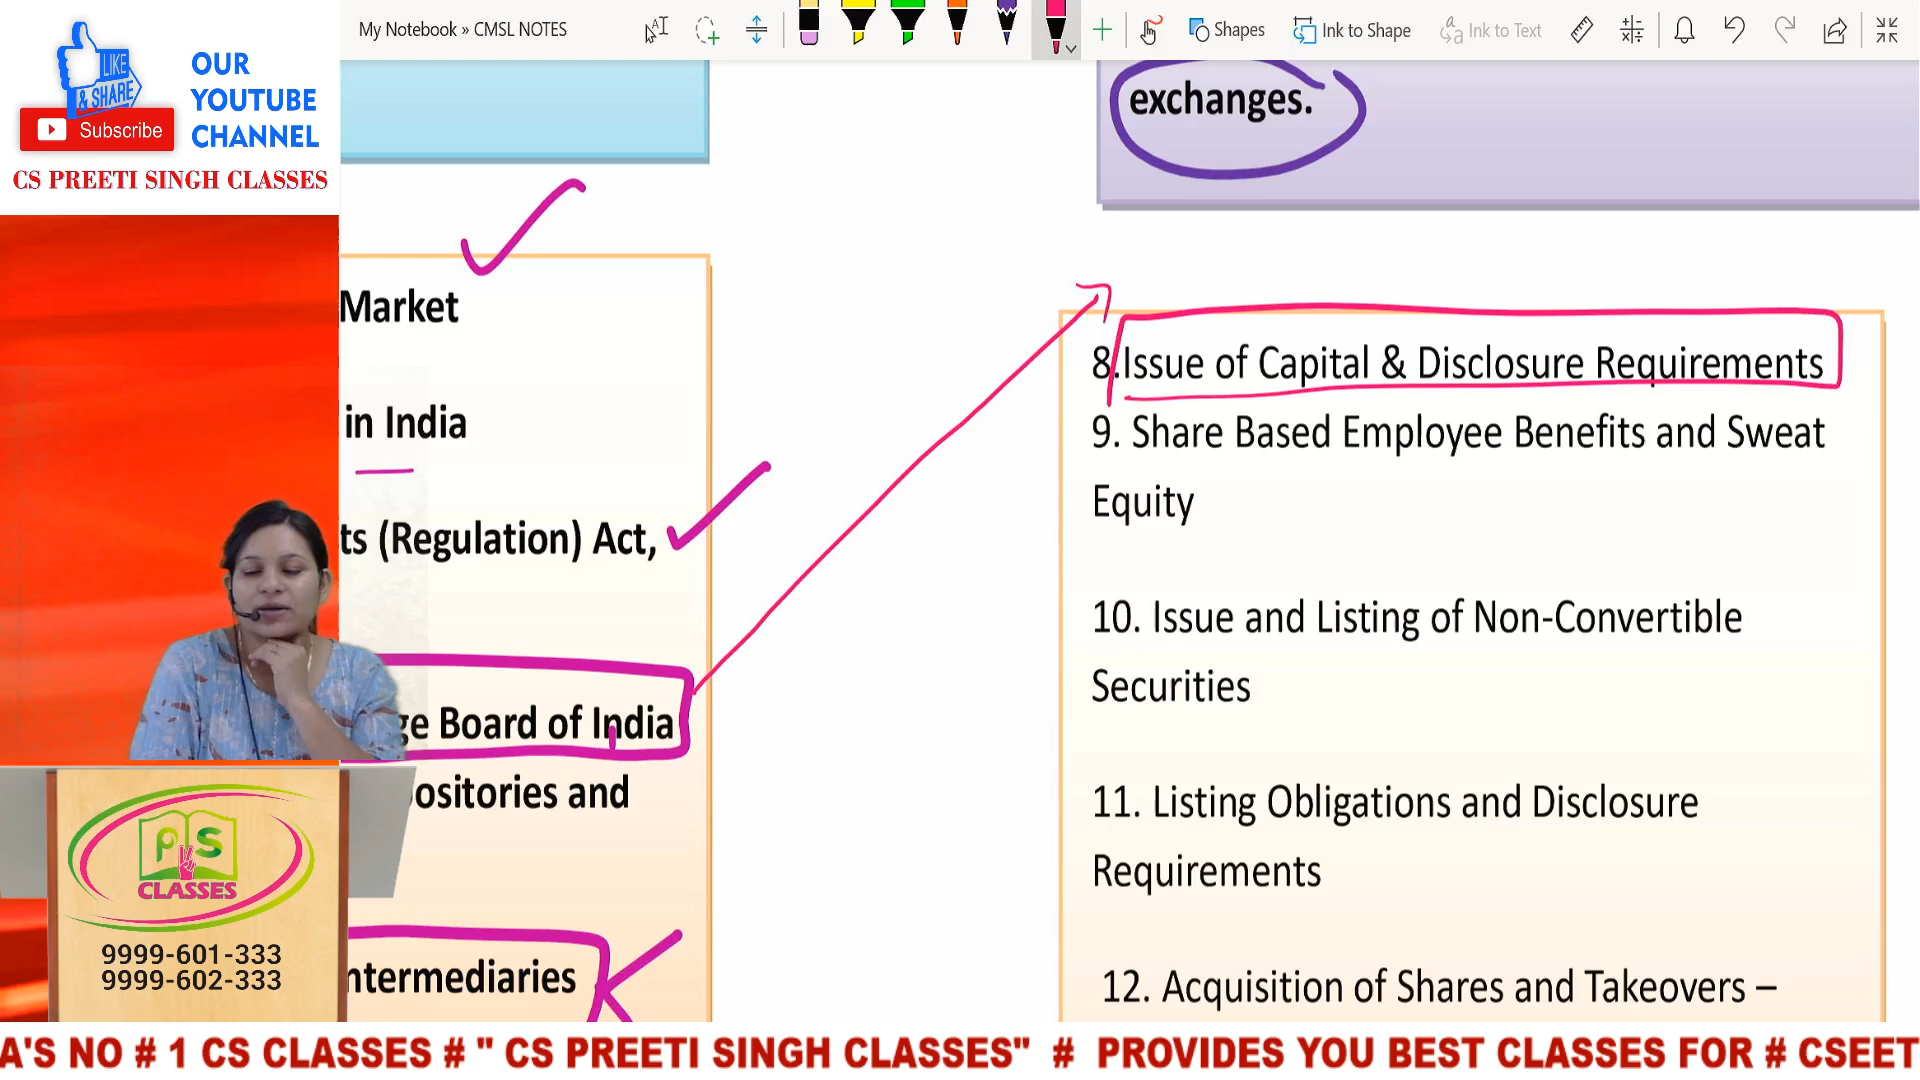 My Notebook » CMSL NOTES
Shapes
Ink to Shape
Ink to Text
LIKE
& SHARE
Subscribe
OUR
YOUTUBE
CHANNEL
CS PREETI SINGH CLASSES
exchanges.
Market
in India
ts (Regulation) Act,
ge Board of India
ositories and
ntermediaries
8.Issue of Capital & Disclosure Requirements
9. Share Based Employee Benefits and Sweat
Equity
10. Issue and Listing of Non-Convertible
Securities
11. Listing Obligations and Disclosure
Requirements
12. Acquisition of Shares and Takeovers –
PS
CLASSES
9999-601-333
9999-602-333
A'S NO # 1 CS CLASSES # " CS PREETI SINGH CLASSES" # PROVIDES YOU BEST CLASSES FOR # CSEET